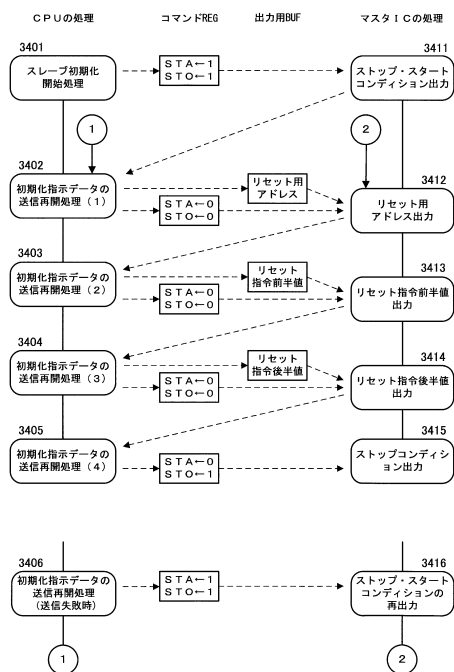 ＣＰＵの処理
コマンドREG
出力用BUF
マスタＩＣの処理
3401
スレーブ初期化
開始処理
ＳＴＡ←１
ＳＴＯ←１
3411
ストップ・スタート
コンディション出力
1
2
3402
初期化指示データの
送信再開処理（１）
リセット用
アドレス
ＳＴＡ←０
ＳＴＯ←０
3412
リセット用
アドレス出力
3403
初期化指示データの
送信再開処理（２）
リセット
指令前半値
ＳＴＡ←０
ＳＴＯ←０
3413
リセット指令前半値
出力
3404
初期化指示データの
送信再開処理（３）
リセット
指令後半値
ＳＴＡ←０
ＳＴＯ←０
3414
リセット指令後半値
出力
3405
初期化指示データの
送信再開処理（４）
ＳＴＡ←０
ＳＴＯ←１
3415
ストップコンディシ
ョン出力
3406
初期化指示データの
送信再開処理
(送信失敗時)
ＳＴＡ←１
ＳＴＯ←１
3416
ストップ・スタート
コンディションの
再出力
1
2